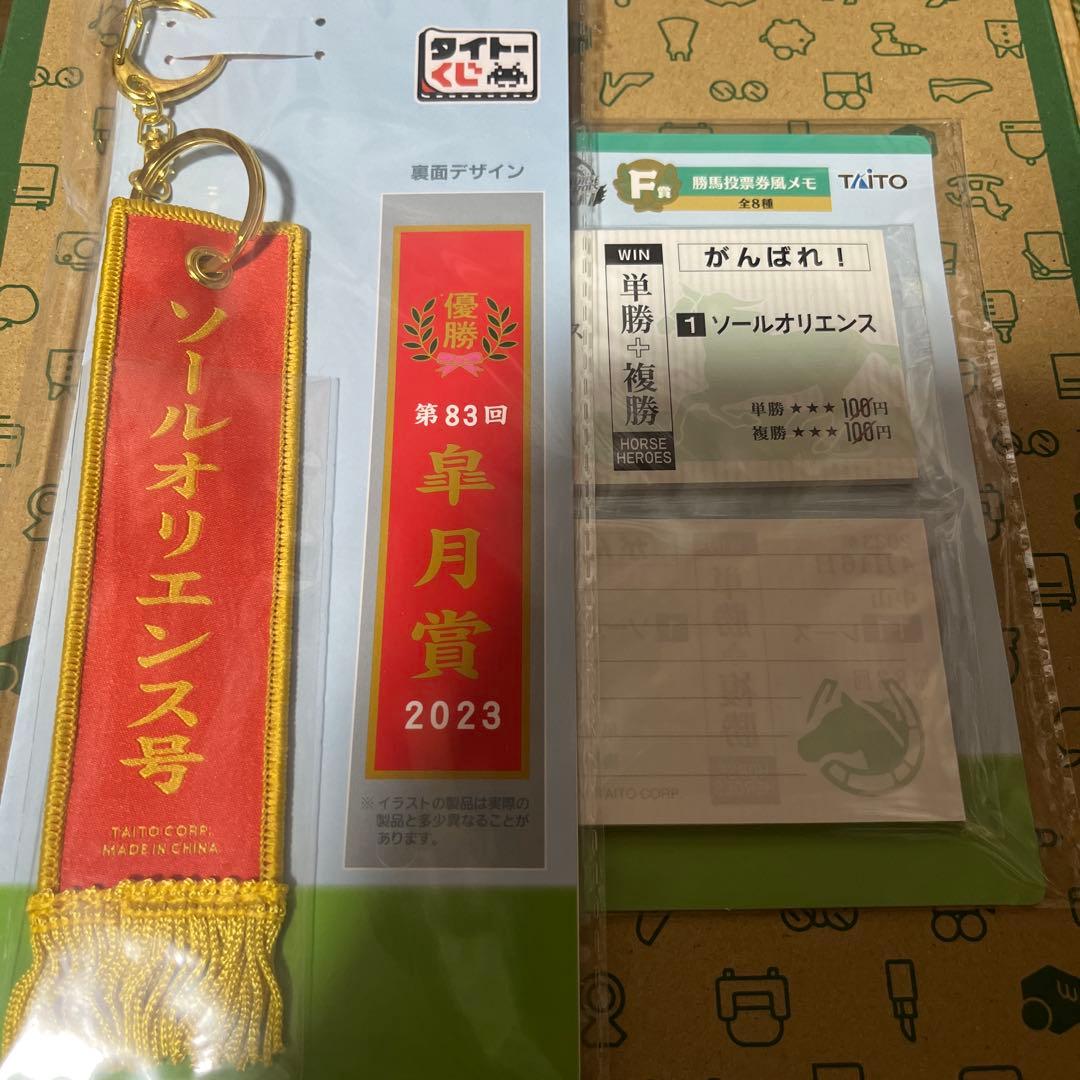 タイトー
くじ
裏面デザイン
ソールオリエンス号
TAITO CORP.
MADE IN CHINA
優勝
第83回
皐月賞
2023
※イラストの製品は実際の
製品と多少異なることが
あります。
F賞
勝馬投票券風メモ
全8種
TAITO
WIN
単勝+複勝
HORSE
HEROES
がんばれ!
1 ソールオリエンス
単勝★★★100円
複勝★★★100円
TAITO CORP